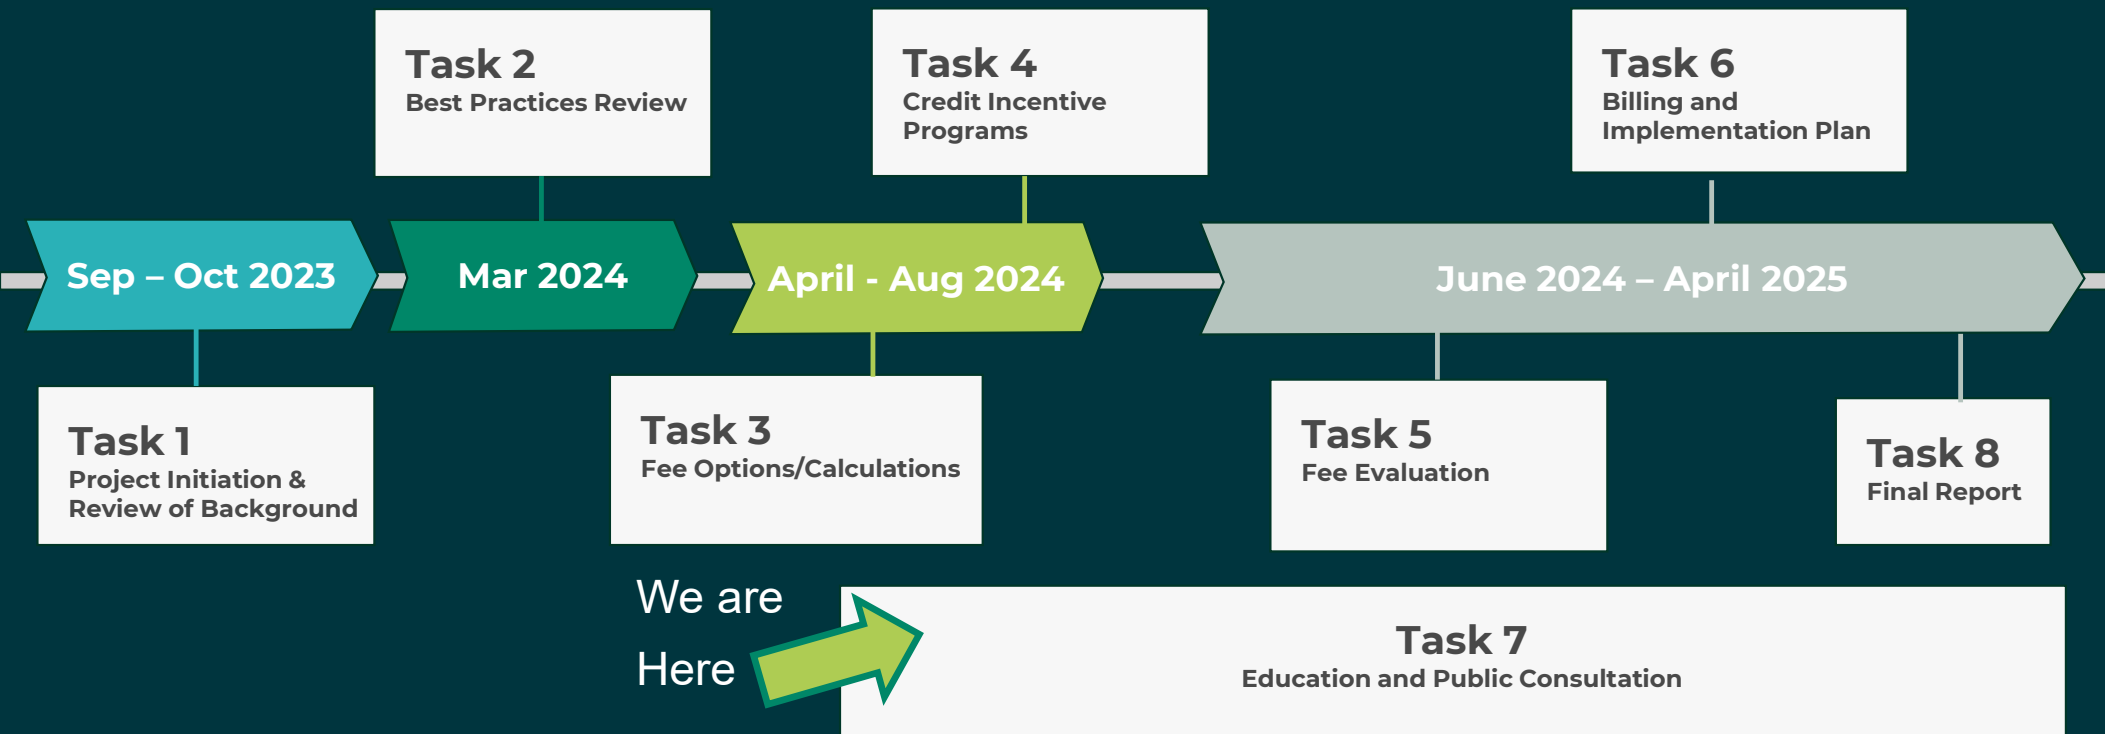 Task 2
Best Practices Review
Task 4
Credit Incentive
Programs
Task 6
Billing and
Implementation Plan
Sep – Oct 2023
Mar 2024
April - Aug 2024
June 2024 – April 2025
Task 1
Project Initiation &
Review of Background
Task 3
Fee Options/Calculations
Task 5
Fee Evaluation
Task 8
Final Report
We are
Here
Task 7
Education and Public Consultation